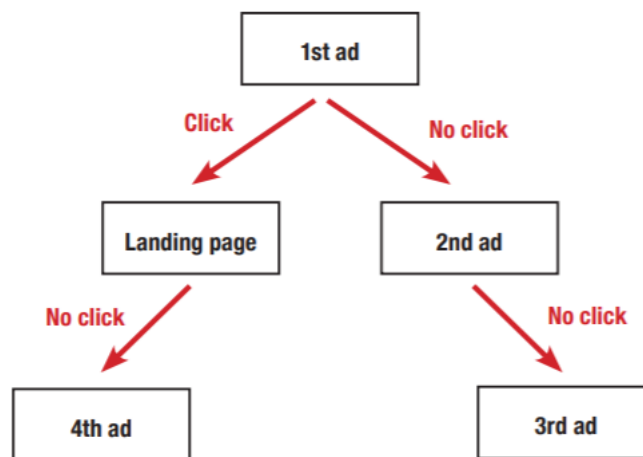 1st ad
Click
No click
Landing page
2nd ad
No click
No click
4th ad
3rd ad